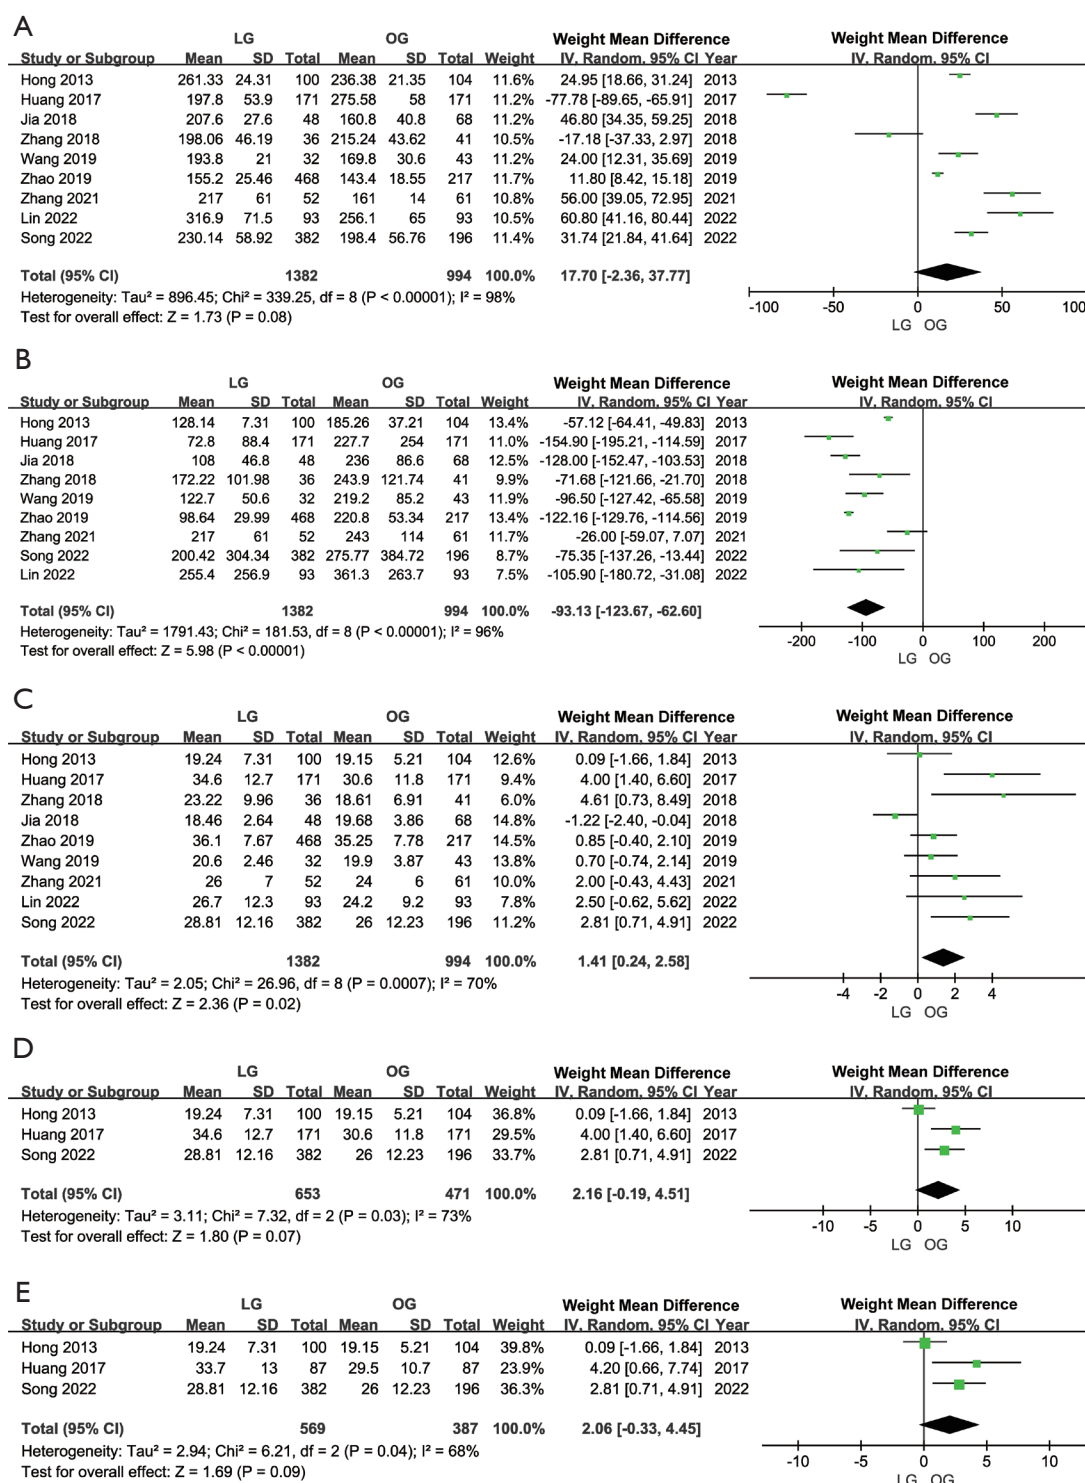 A
LG OG Weight Mean Difference Weight Mean Difference
Study or Subgroup Mean SD Total Mean SD Total Weight IV, Random, 95% CI Year IV, Random, 95% CI
Hong 2013 261.33 24.31 100 236.38 21.35 104 11.6% 24.95 [18.66, 31.24] 2013
Huang 2017 197.8 53.9 171 275.58 58 171 11.2% -77.78 [-89.65, -65.91] 2017
Jia 2018 207.6 27.6 48 160.8 40.8 68 11.2% 46.80 [34.35, 59.25] 2018
Zhang 2018 198.06 46.19 36 215.24 43.62 41 10.5% -17.18 [-37.33, 2.97] 2018
Wang 2019 193.8 21 32 169.8 30.6 43 11.2% 24.00 [12.31, 35.69] 2019
Zhao 2019 155.2 25.46 468 143.4 18.55 217 11.7% 11.80 [8.42, 15.18] 2019
Zhang 2021 217 61 52 161 14 61 10.8% 56.00 [39.05, 72.95] 2021
Lin 2022 316.9 71.5 93 256.1 65 93 10.5% 60.80 [41.16, 80.44] 2022
Song 2022 230.14 58.92 382 198.4 56.76 196 11.4% 31.74 [21.84, 41.64] 2022
Total (95% CI) 1382 994 100.0% 17.70 [-2.36, 37.77]
Heterogeneity: Tau² = 896.45; Chi² = 339.25, df = 8 (P < 0.00001); I² = 98%
Test for overall effect: Z = 1.73 (P = 0.08)
-100 -50 0 50 100
LG OG
B
LG OG Weight Mean Difference Weight Mean Difference
Study or Subgroup Mean SD Total Mean SD Total Weight IV, Random, 95% CI Year IV, Random, 95% CI
Hong 2013 128.14 7.31 100 185.26 37.21 104 13.4% -57.12 [-64.41, -49.83] 2013
Huang 2017 72.8 88.4 171 227.7 254 171 11.0% -154.90 [-195.21, -114.59] 2017
Jia 2018 108 46.8 48 236 86.6 68 12.5% -128.00 [-152.47, -103.53] 2018
Zhang 2018 172.22 101.98 36 243.9 121.74 41 9.9% -71.68 [-121.66, -21.70] 2018
Wang 2019 122.7 50.6 32 219.2 85.2 43 11.9% -96.50 [-127.42, -65.58] 2019
Zhao 2019 98.64 29.99 468 220.8 53.34 217 13.4% -122.16 [-129.76, -114.56] 2019
Zhang 2021 217 61 52 243 114 61 11.7% -26.00 [-59.07, 7.07] 2021
Song 2022 200.42 304.34 382 275.77 384.72 196 8.7% -75.35 [-137.26, -13.44] 2022
Lin 2022 255.4 256.9 93 361.3 263.7 93 7.5% -105.90 [-180.72, -31.08] 2022
Total (95% CI) 1382 994 100.0% -93.13 [-123.67, -62.60]
Heterogeneity: Tau² = 1791.43; Chi² = 181.53, df = 8 (P < 0.00001); I² = 96%
Test for overall effect: Z = 5.98 (P < 0.00001)
-200 -100 0 100 200
LG OG
C
LG OG Weight Mean Difference Weight Mean Difference
Study or Subgroup Mean SD Total Mean SD Total Weight IV, Random, 95% CI Year IV, Random, 95% CI
Hong 2013 19.24 7.31 100 19.15 5.21 104 12.6% 0.09 [-1.66, 1.84] 2013
Huang 2017 34.6 12.7 171 30.6 11.8 171 9.4% 4.00 [1.40, 6.60] 2017
Zhang 2018 23.22 9.96 36 18.61 6.91 41 6.0% 4.61 [0.73, 8.49] 2018
Jia 2018 18.46 2.64 48 19.68 3.86 68 14.8% -1.22 [-2.40, -0.04] 2018
Zhao 2019 36.1 7.67 468 35.25 7.78 217 14.5% 0.85 [-0.40, 2.10] 2019
Wang 2019 20.6 2.46 32 19.9 3.87 43 13.8% 0.70 [-0.74, 2.14] 2019
Zhang 2021 26 7 52 24 6 61 10.0% 2.00 [-0.43, 4.43] 2021
Lin 2022 26.7 12.3 93 24.2 9.2 93 7.8% 2.50 [-0.62, 5.62] 2022
Song 2022 28.81 12.16 382 26 12.23 196 11.2% 2.81 [0.71, 4.91] 2022
Total (95% CI) 1382 994 100.0% 1.41 [0.24, 2.58]
Heterogeneity: Tau² = 2.05; Chi² = 26.96, df = 8 (P = 0.0007); I² = 70%
Test for overall effect: Z = 2.36 (P = 0.02)
-4 -2 0 2 4
LG OG
D
LG OG Weight Mean Difference Weight Mean Difference
Study or Subgroup Mean SD Total Mean SD Total Weight IV, Random, 95% CI Year IV, Random, 95% CI
Hong 2013 19.24 7.31 100 19.15 5.21 104 36.8% 0.09 [-1.66, 1.84] 2013
Huang 2017 34.6 12.7 171 30.6 11.8 171 29.5% 4.00 [1.40, 6.60] 2017
Song 2022 28.81 12.16 382 26 12.23 196 33.7% 2.81 [0.71, 4.91] 2022
Total (95% CI) 653 471 100.0% 2.16 [-0.19, 4.51]
Heterogeneity: Tau² = 3.11; Chi² = 7.32, df = 2 (P = 0.03); I² = 73%
Test for overall effect: Z = 1.80 (P = 0.07)
-10 -5 0 5 10
LG OG
E
LG OG Weight Mean Difference Weight Mean Difference
Study or Subgroup Mean SD Total Mean SD Total Weight IV, Random, 95% CI Year IV, Random, 95% CI
Hong 2013 19.24 7.31 100 19.15 5.21 104 39.8% 0.09 [-1.66, 1.84] 2013
Huang 2017 33.7 13 87 29.5 10.7 87 23.9% 4.20 [0.66, 7.74] 2017
Song 2022 28.81 12.16 382 26 12.23 196 36.3% 2.81 [0.71, 4.91] 2022
Total (95% CI) 569 387 100.0% 2.06 [-0.33, 4.45]
Heterogeneity: Tau² = 2.94; Chi² = 6.21, df = 2 (P = 0.04); I² = 68%
Test for overall effect: Z = 1.69 (P = 0.09)
-10 -5 0 5 10
LG OG